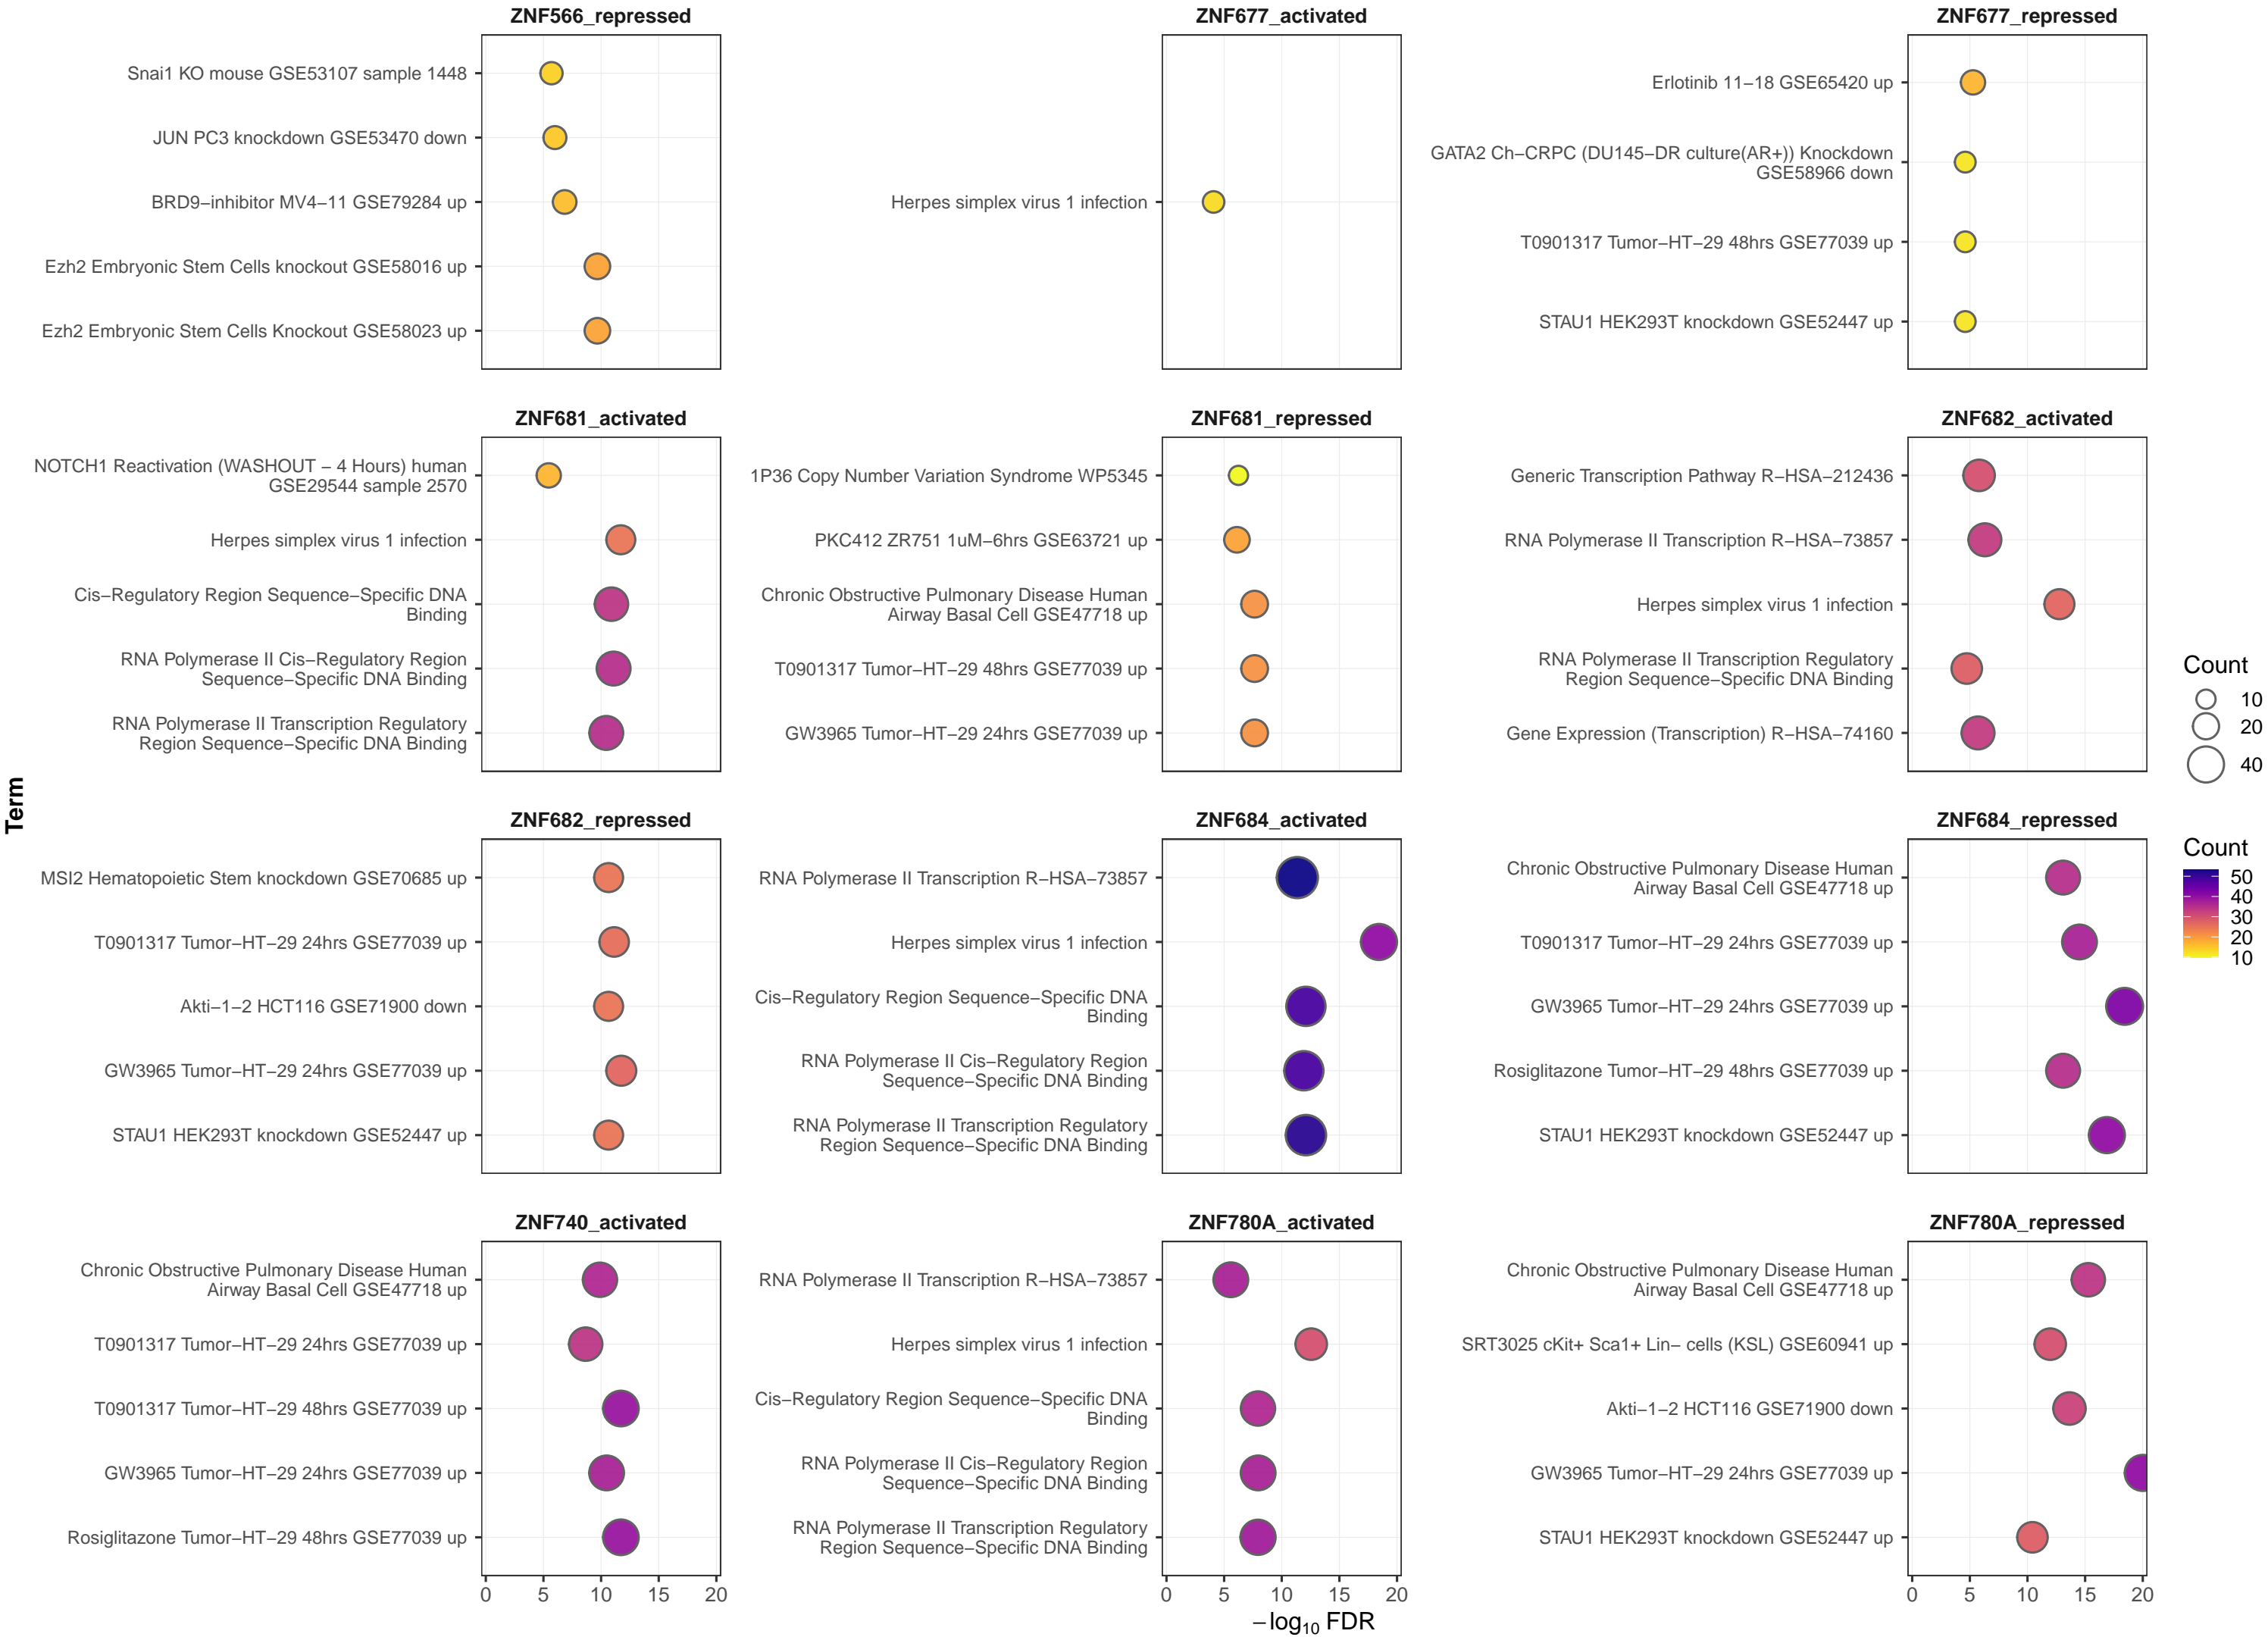 ZNF566_repressed
Snai1 KO mouse GSE53107 sample 1448
JUN PC3 knockdown GSE53470 down
BRD9−inhibitor MV4−11 GSE79284 up
Ezh2 Embryonic Stem Cells knockout GSE58016 up
Ezh2 Embryonic Stem Cells Knockout GSE58023 up
ZNF677_activated
Herpes simplex virus 1 infection
ZNF677_repressed
Erlotinib 11−18 GSE65420 up
GATA2 Ch−CRPC (DU145−DR culture(AR+)) Knockdown
GSE58966 down
T0901317 Tumor−HT−29 48hrs GSE77039 up
STAU1 HEK293T knockdown GSE52447 up
ZNF681_activated
NOTCH1 Reactivation (WASHOUT − 4 Hours) human
GSE29544 sample 2570
Herpes simplex virus 1 infection
Cis−Regulatory Region Sequence−Specific DNA
Binding
RNA Polymerase II Cis−Regulatory Region
Sequence−Specific DNA Binding
RNA Polymerase II Transcription Regulatory
Region Sequence−Specific DNA Binding
ZNF681_repressed
1P36 Copy Number Variation Syndrome WP5345
PKC412 ZR751 1uM−6hrs GSE63721 up
Chronic Obstructive Pulmonary Disease Human
Airway Basal Cell GSE47718 up
T0901317 Tumor−HT−29 48hrs GSE77039 up
GW3965 Tumor−HT−29 24hrs GSE77039 up
ZNF682_activated
Generic Transcription Pathway R−HSA−212436
RNA Polymerase II Transcription R−HSA−73857
Herpes simplex virus 1 infection
RNA Polymerase II Transcription Regulatory
Region Sequence−Specific DNA Binding
Gene Expression (Transcription) R−HSA−74160
ZNF682_repressed
MSI2 Hematopoietic Stem knockdown GSE70685 up
T0901317 Tumor−HT−29 24hrs GSE77039 up
Akti−1−2 HCT116 GSE71900 down
GW3965 Tumor−HT−29 24hrs GSE77039 up
STAU1 HEK293T knockdown GSE52447 up
ZNF684_activated
RNA Polymerase II Transcription R−HSA−73857
Herpes simplex virus 1 infection
Cis−Regulatory Region Sequence−Specific DNA
Binding
RNA Polymerase II Cis−Regulatory Region
Sequence−Specific DNA Binding
RNA Polymerase II Transcription Regulatory
Region Sequence−Specific DNA Binding
ZNF684_repressed
Chronic Obstructive Pulmonary Disease Human
Airway Basal Cell GSE47718 up
T0901317 Tumor−HT−29 24hrs GSE77039 up
GW3965 Tumor−HT−29 24hrs GSE77039 up
Rosiglitazone Tumor−HT−29 48hrs GSE77039 up
STAU1 HEK293T knockdown GSE52447 up
ZNF740_activated
Chronic Obstructive Pulmonary Disease Human
Airway Basal Cell GSE47718 up
T0901317 Tumor−HT−29 24hrs GSE77039 up
T0901317 Tumor−HT−29 48hrs GSE77039 up
GW3965 Tumor−HT−29 24hrs GSE77039 up
Rosiglitazone Tumor−HT−29 48hrs GSE77039 up
0 5 10 15 20
ZNF780A_activated
RNA Polymerase II Transcription R−HSA−73857
Herpes simplex virus 1 infection
Cis−Regulatory Region Sequence−Specific DNA
Binding
RNA Polymerase II Cis−Regulatory Region
Sequence−Specific DNA Binding
RNA Polymerase II Transcription Regulatory
Region Sequence−Specific DNA Binding
0 5 10 15 20
ZNF780A_repressed
Chronic Obstructive Pulmonary Disease Human
Airway Basal Cell GSE47718 up
SRT3025 cKit+ Sca1+ Lin− cells (KSL) GSE60941 up
Akti−1−2 HCT116 GSE71900 down
GW3965 Tumor−HT−29 24hrs GSE77039 up
STAU1 HEK293T knockdown GSE52447 up
0 5 10 15 20
−log₁₀ FDR
Term
Count
10
20
40
Count
50
40
30
20
10